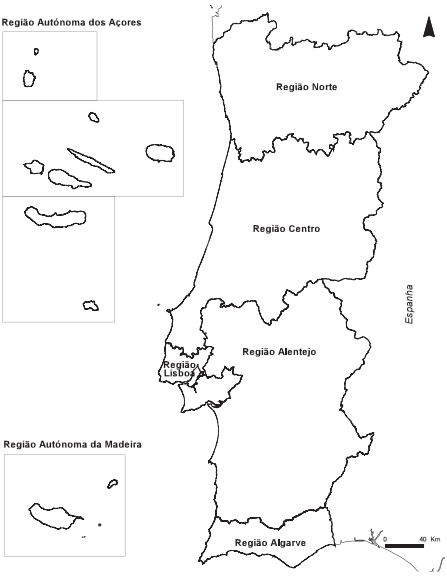 Região Autónoma dos Açores
Região Norte
Região Centro
Espanha
Região Alentejo
Região
Lisboa
Região Autónoma da Madeira
Região Algarve
0 40 Km